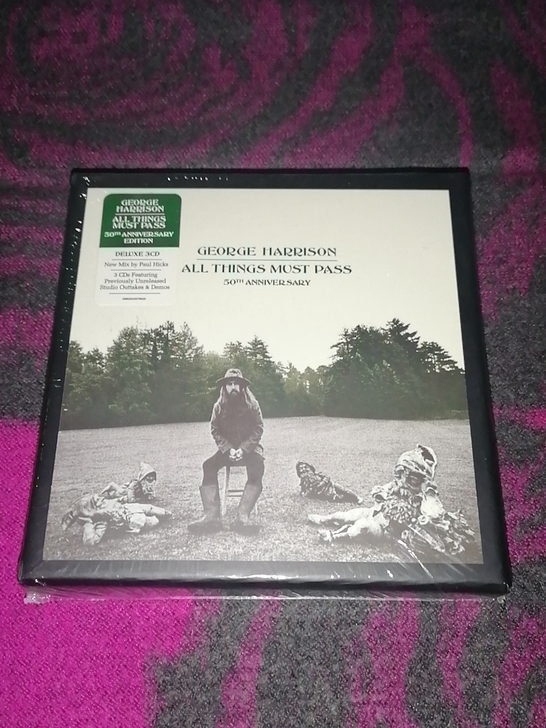 GEORGE
HARRISON
ALL THINGS
MUST PASS
50TH ANNIVERSARY
EDITION
DELUXE 3CD
New Mix by Paul Hicks
3 CDs Featuring
Previously Unreleased
Studio Outtakes & Demos
GEORGE HARRISON
ALL THINGS MUST PASS
50TH ANNIVERSARY